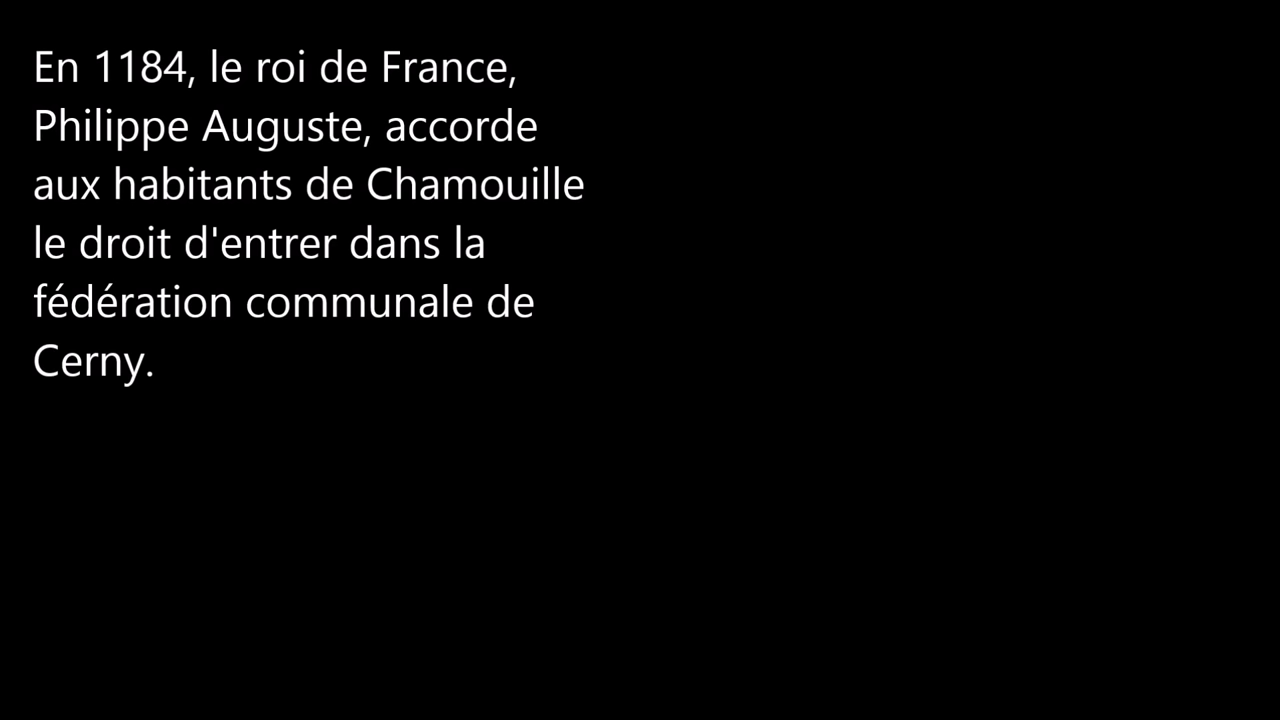 En 1184, le roi de France,
Philippe Auguste, accorde
aux habitants de Chamouille
le droit d'entrer dans la
fédération communale de
Cerny.